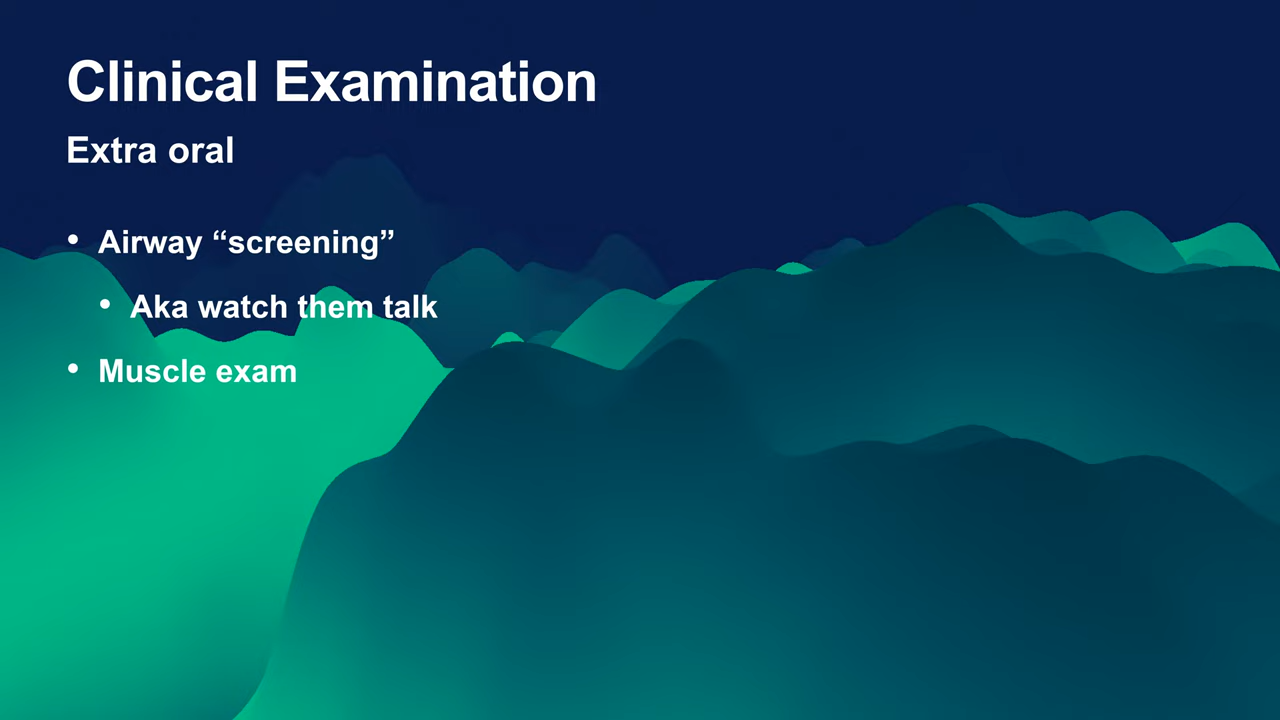 Clinical Examination
Extra oral
• Airway “screening”
• Aka watch them talk
• Muscle exam